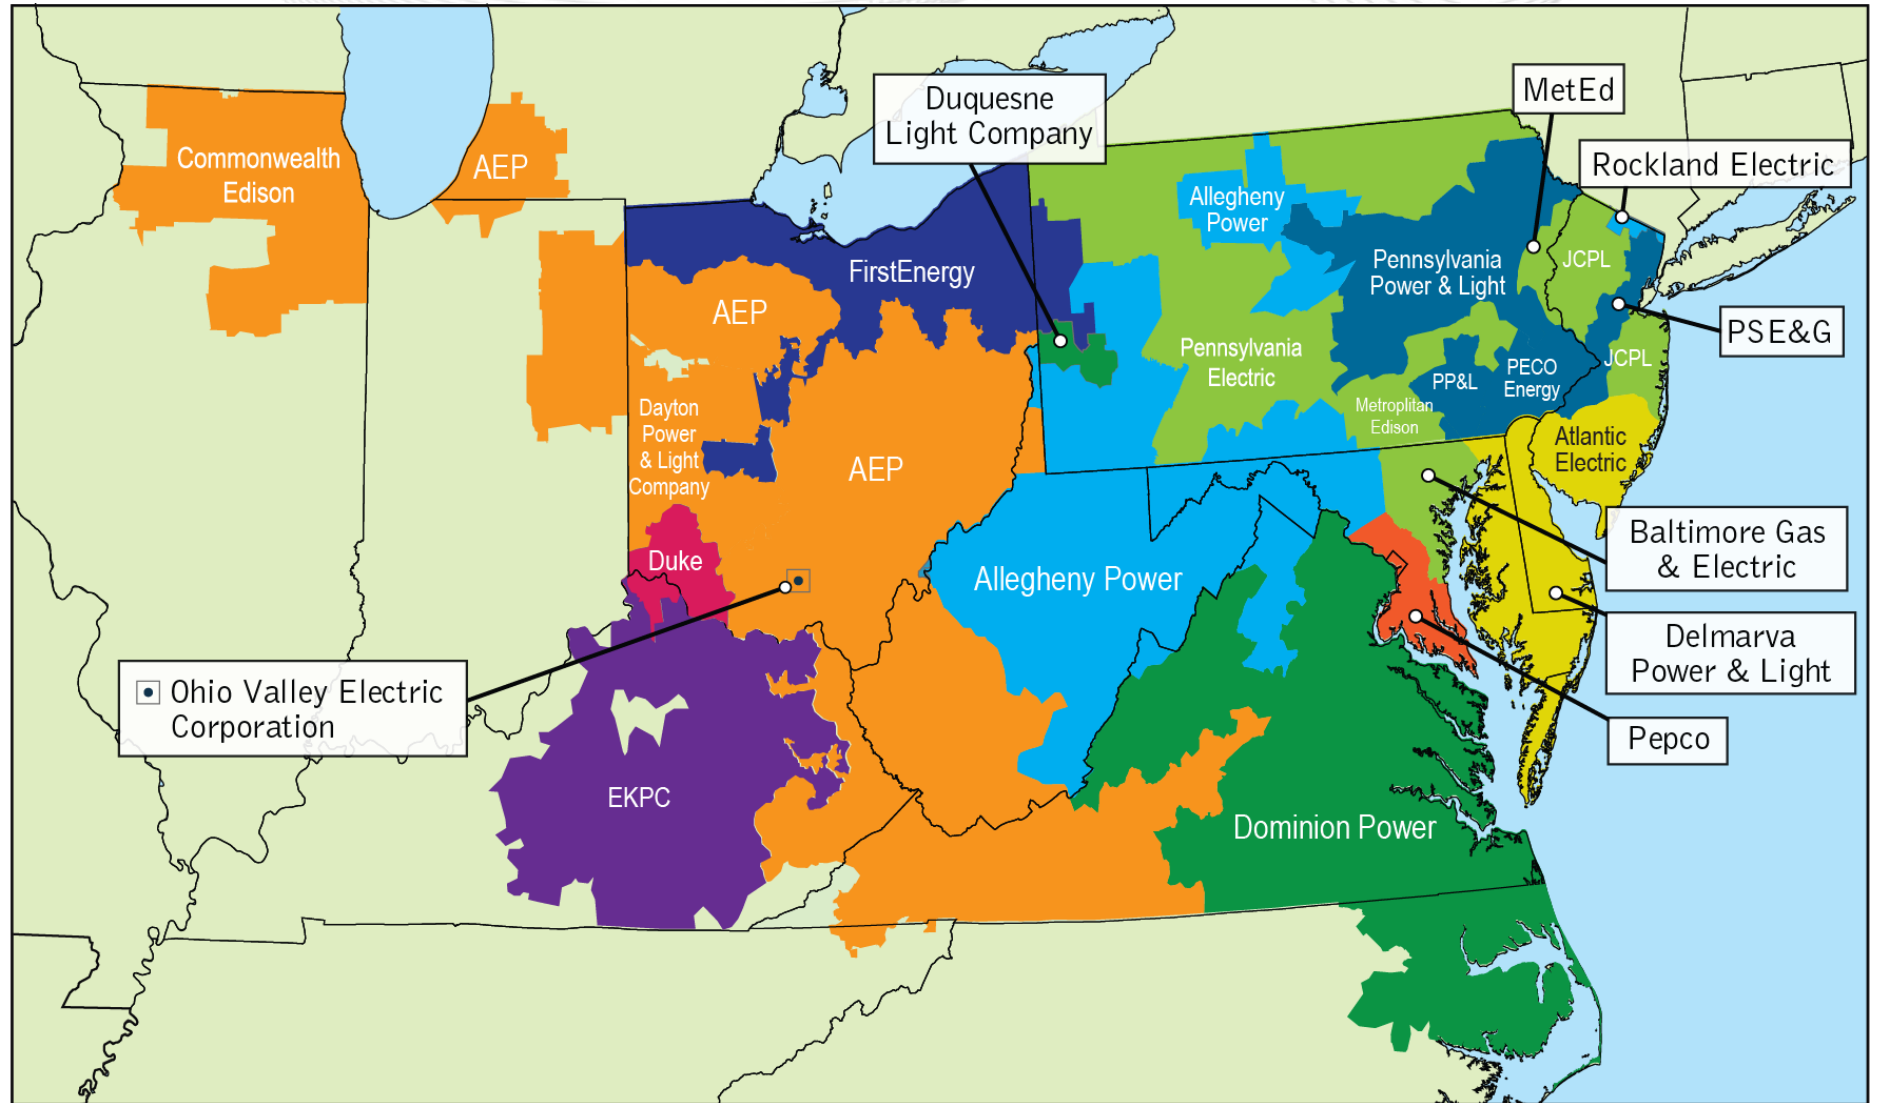 Duquesne
Light Company
MetEd
Rockland Electric
Commonwealth
Edison
AEP
Allegheny
Power
FirstEnergy
Pennsylvania
Power & Light
JCPL
AEP
PSE&G
Pennsylvania
Electric
PP&L
PECO
Energy
JCPL
Dayton
Power
& Light
Company
Metroplitan
Edison
Atlantic
Electric
AEP
Baltimore Gas
& Electric
Duke
Allegheny Power
Delmarva
Power & Light
Ohio Valley Electric
Corporation
Pepco
EKPC
Dominion Power